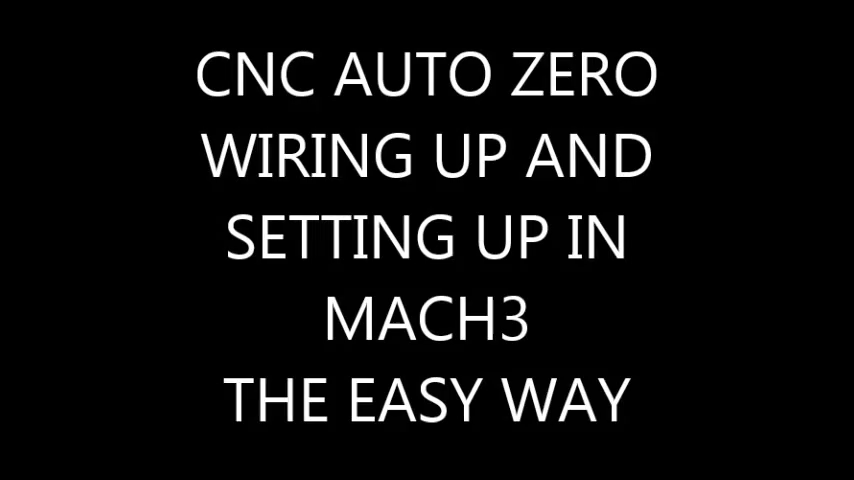 CNC AUTO ZERO
WIRING UP AND
SETTING UP IN
MACH3
THE EASY WAY